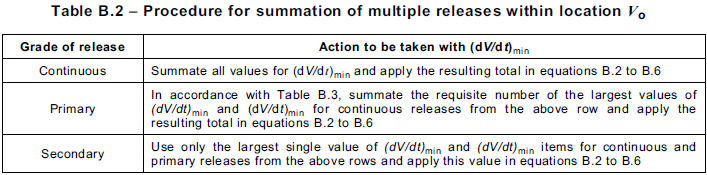 Table B.2 – Procedure for summation of multiple releases within location Vo
Grade of release
Action to be taken with (dV/dt)min
Continuous
Summate all values for (dV/dt)min and apply the resulting total in equations B.2 to B.6
Primary
In accordance with Table B.3, summate the requisite number of the largest values of
(dV/dt)min and (dV/dt)min for continuous releases from the above row and apply the
resulting total in equations B.2 to B.6
Secondary
Use only the largest single value of (dV/dt)min and (dV/dt)min items for continuous and
primary releases from the above rows and apply this value in equations B.2 to B.6